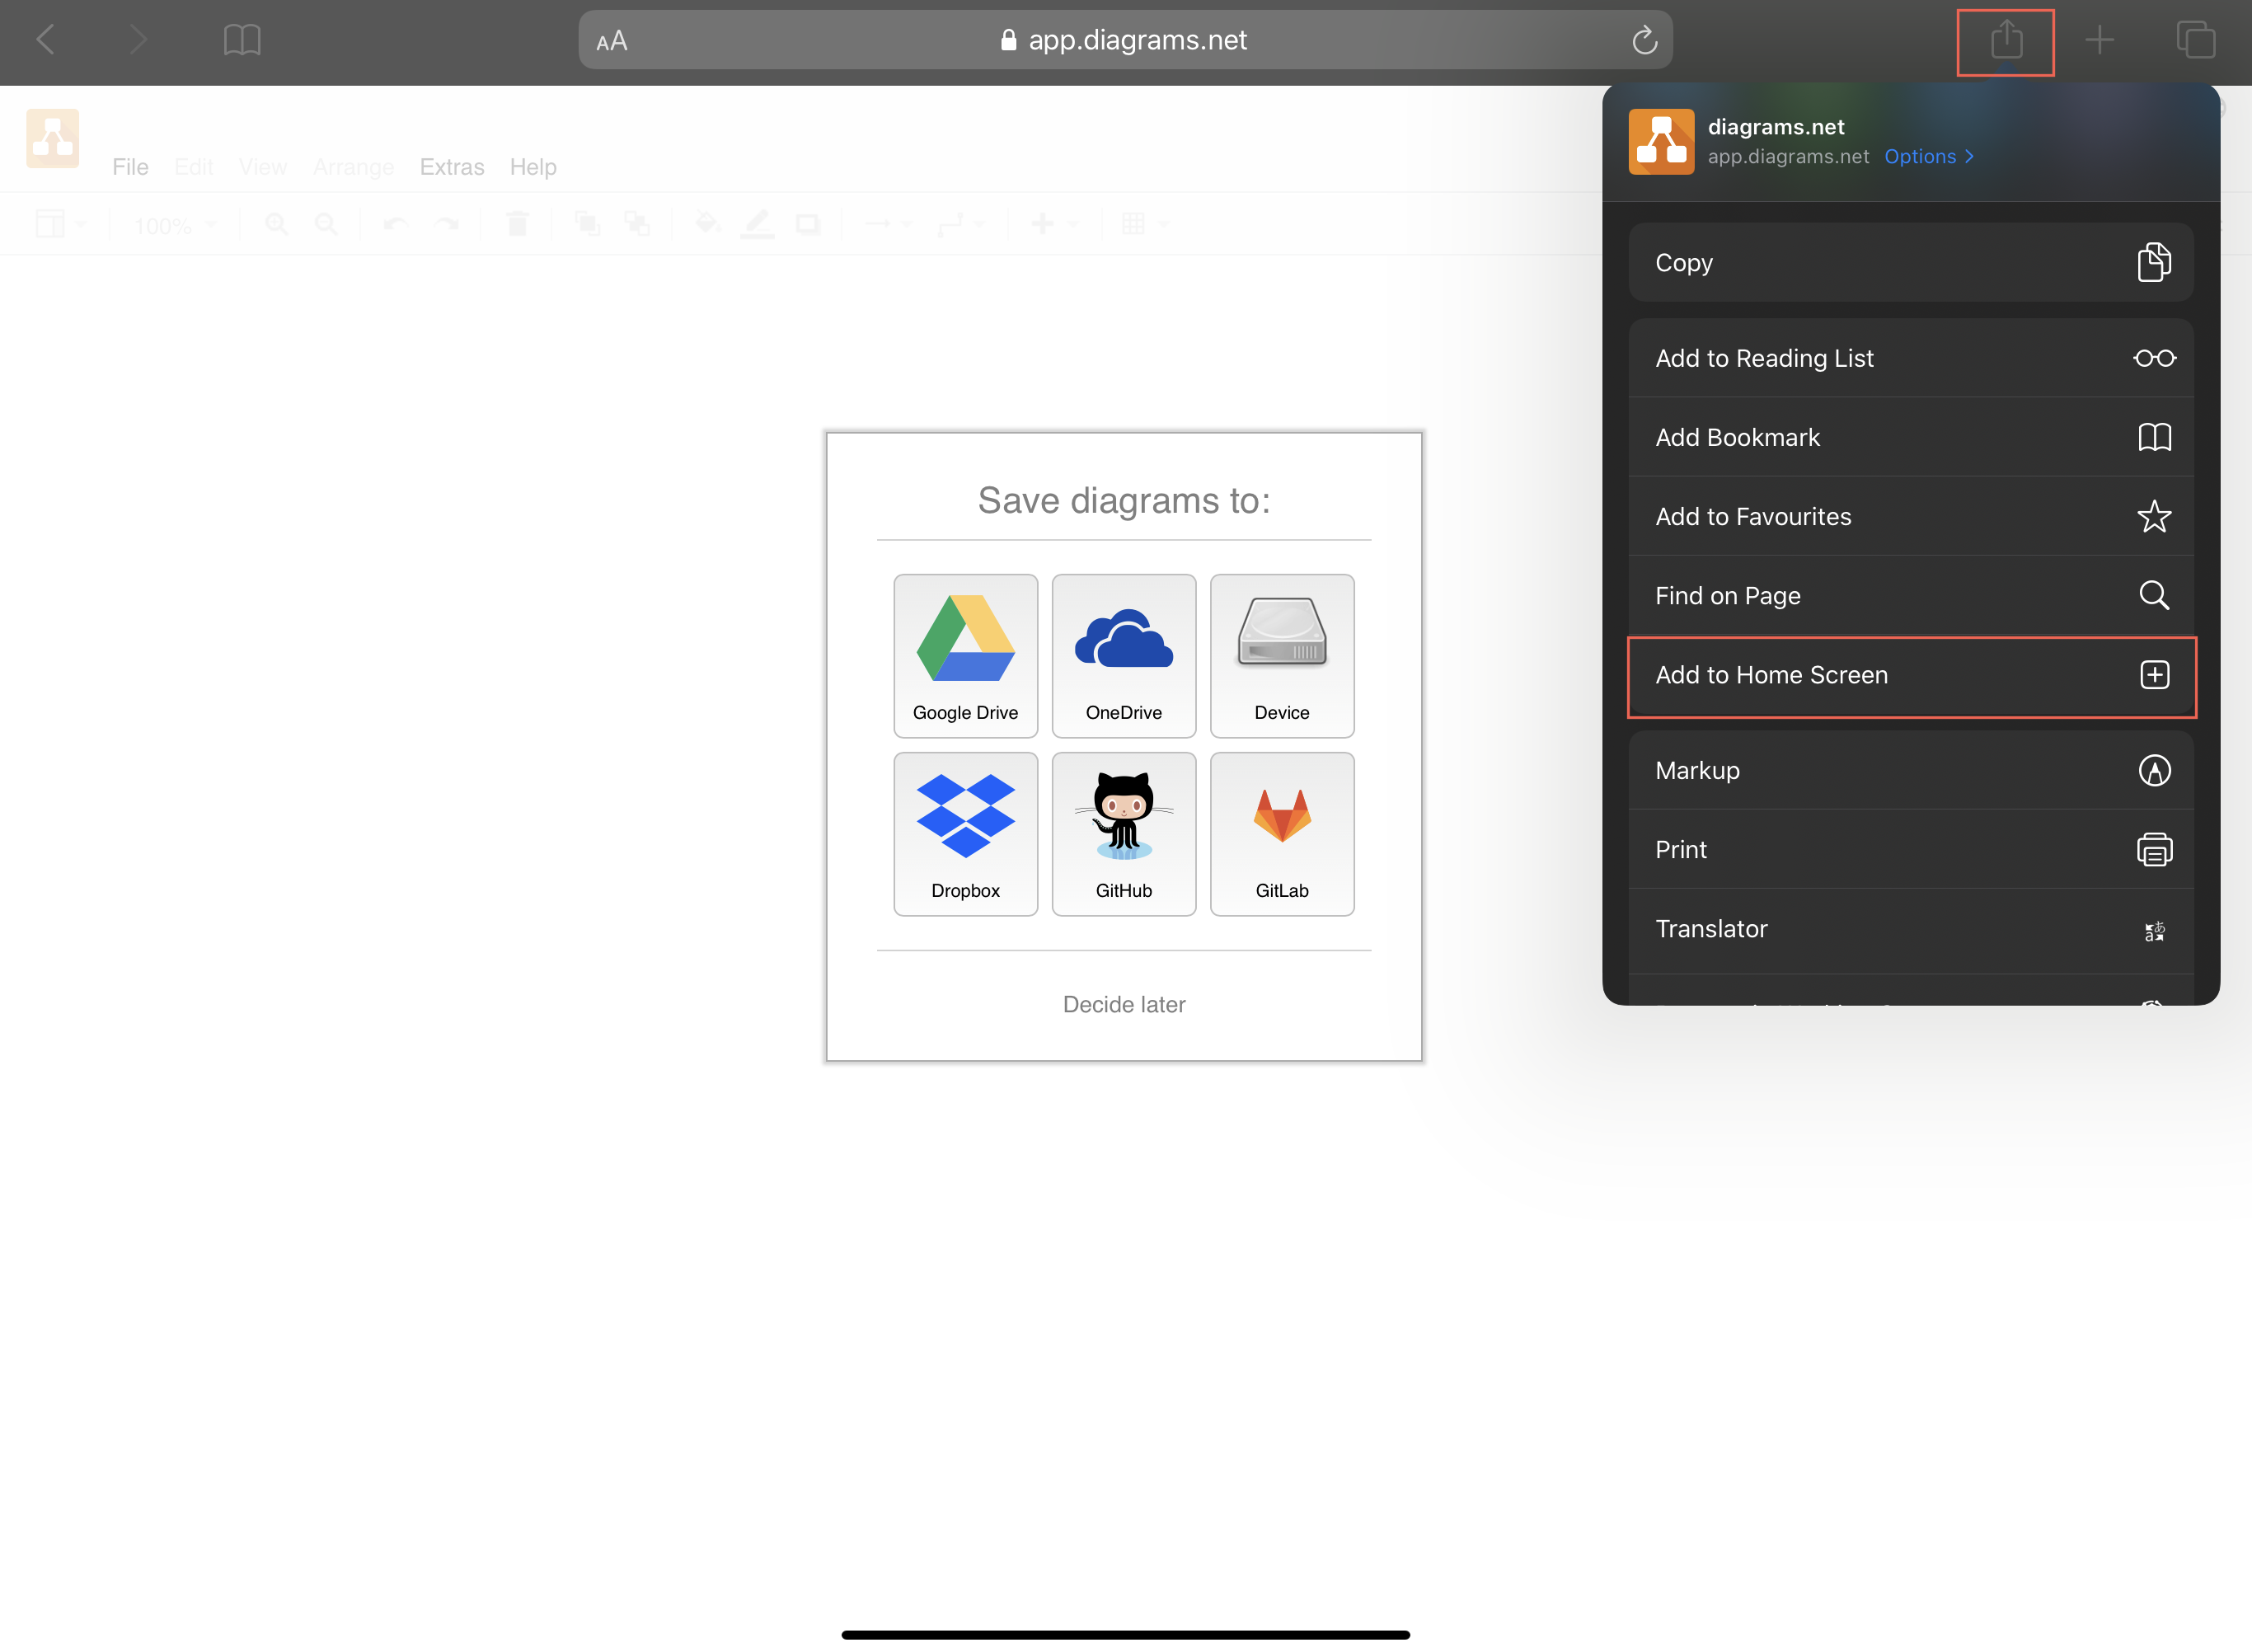 AA
app.diagrams.net
File Edit View Arrange Extras Help
100%
Save diagrams to:
Google Drive OneDrive Device
Dropbox GitHub GitLab
Decide later
diagrams.net
app.diagrams.net Options
Copy
Add to Reading List
Add Bookmark
Add to Favourites
Find on Page
Add to Home Screen
Markup
Print
Translator